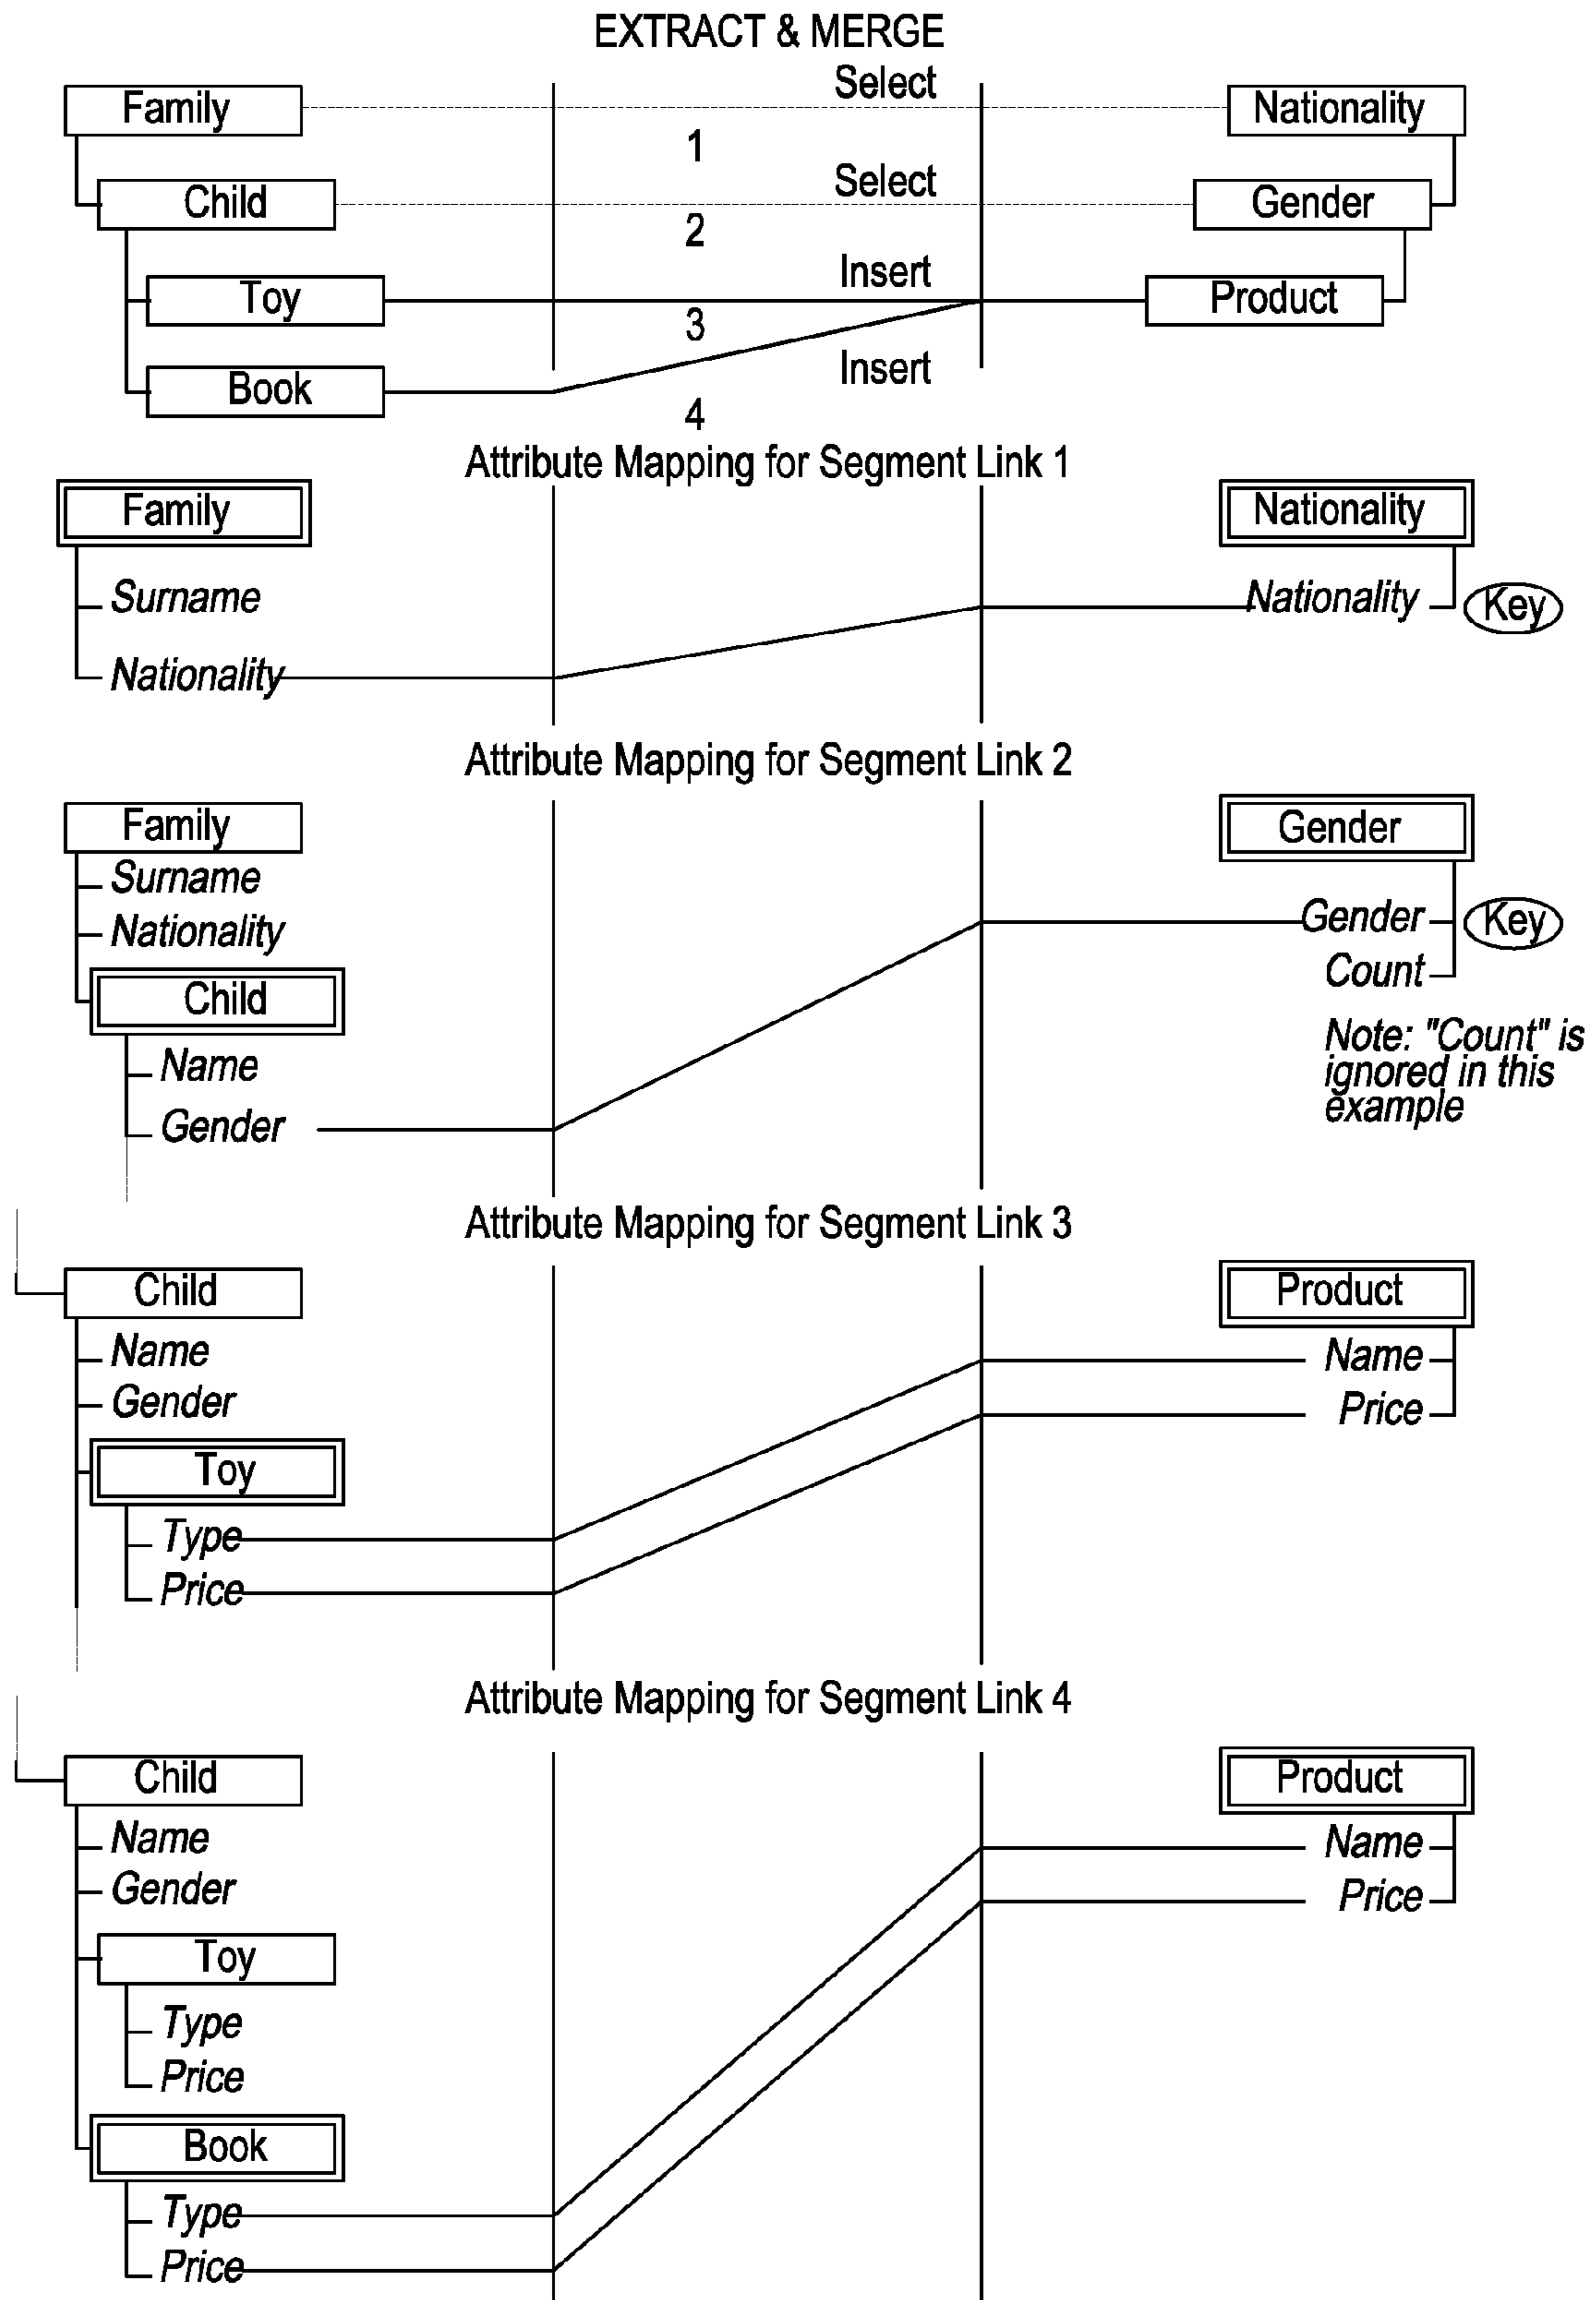 EXTRACT & MERGE
Select
Family
Nationality
1
Select
Child
Gender
2
Insert
Toy
Product
3
Insert
Book
4
Attribute Mapping for Segment Link 1
Family
Nationality
Surname
Nationality
Key
Nationality
Attribute Mapping for Segment Link 2
Family
Gender
Surname
Nationality
Gender
Key
Count
Child
Note: "Count" is
ignored in this
example
Name
Gender
Attribute Mapping for Segment Link 3
Child
Product
Name
Name
Gender
Price
Toy
Type
Price
Attribute Mapping for Segment Link 4
Child
Product
Name
Name
Gender
Price
Toy
Type
Price
Book
Type
Price